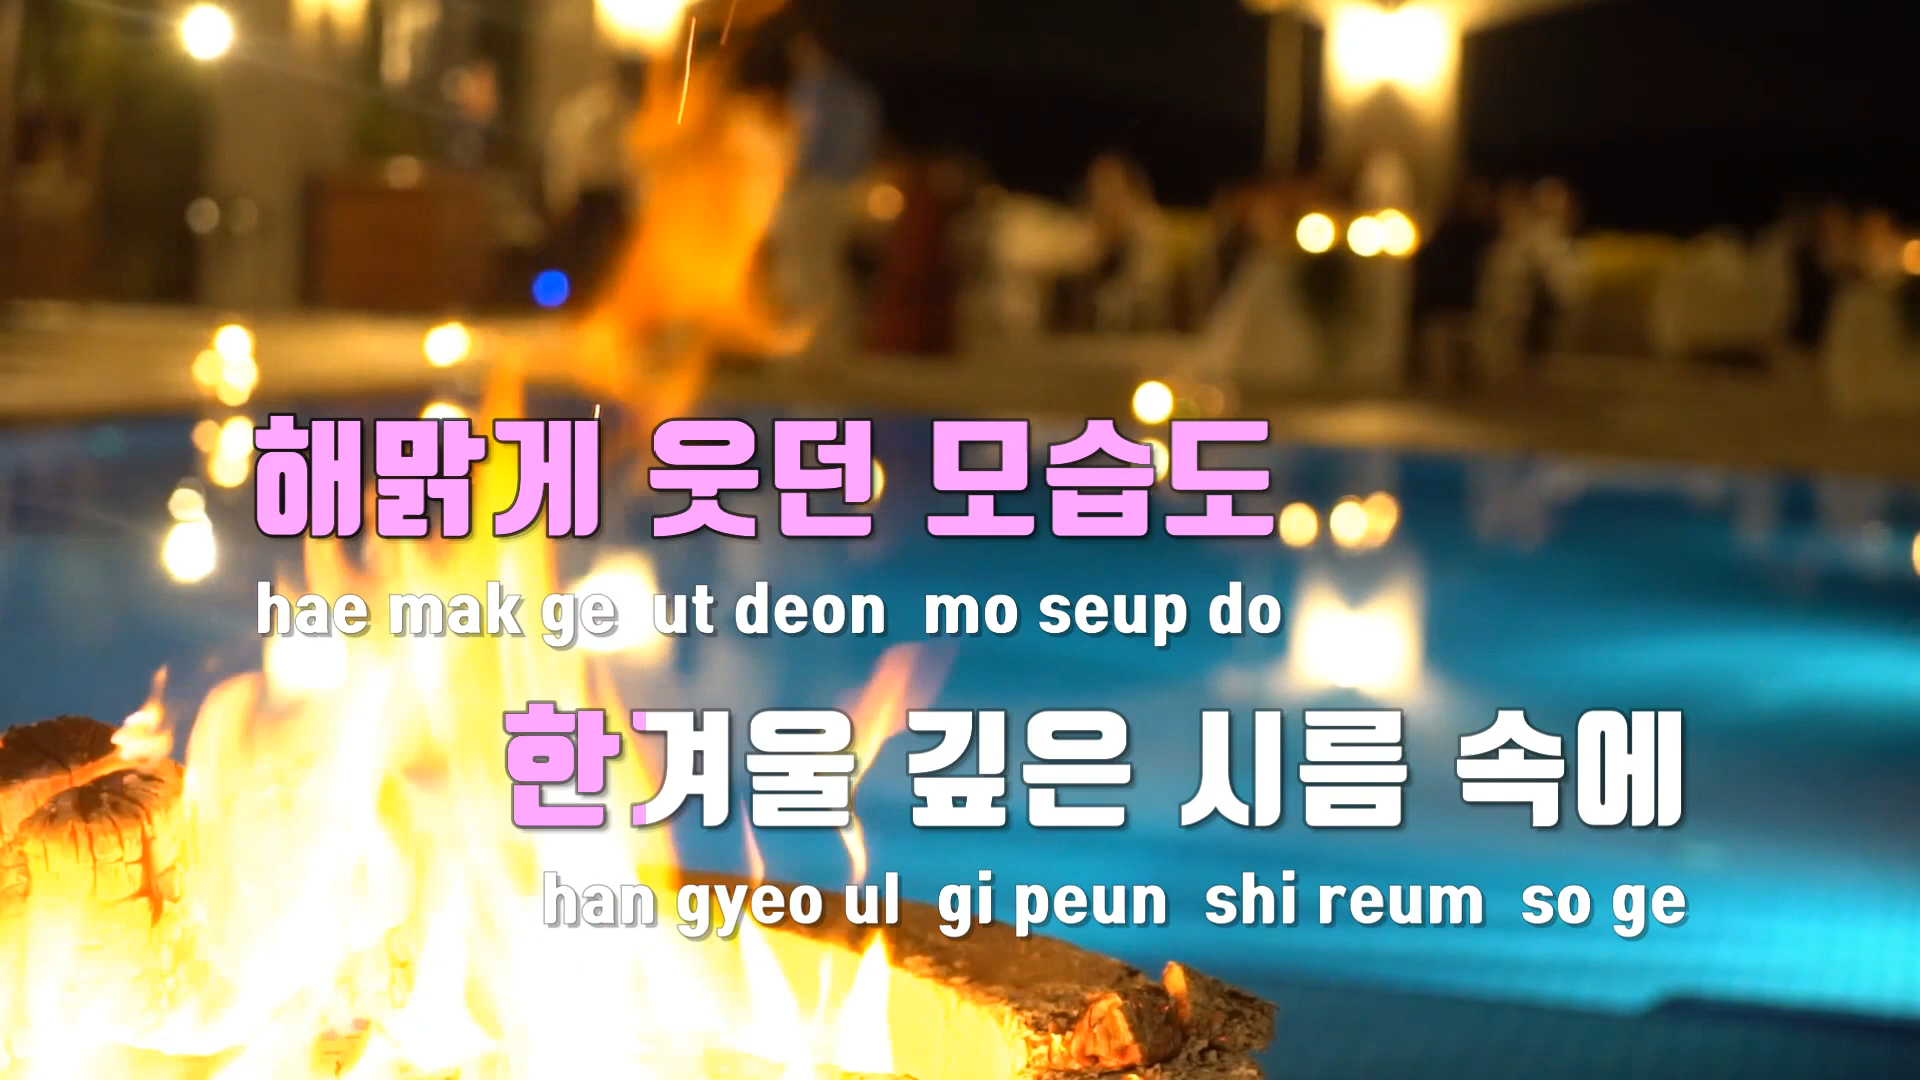 해맑게 웃던 모습도
hae mak ge ut deon mo seup do
한겨울 깊은 시름 속에
han gyeo ul gi peun shi reum so ge